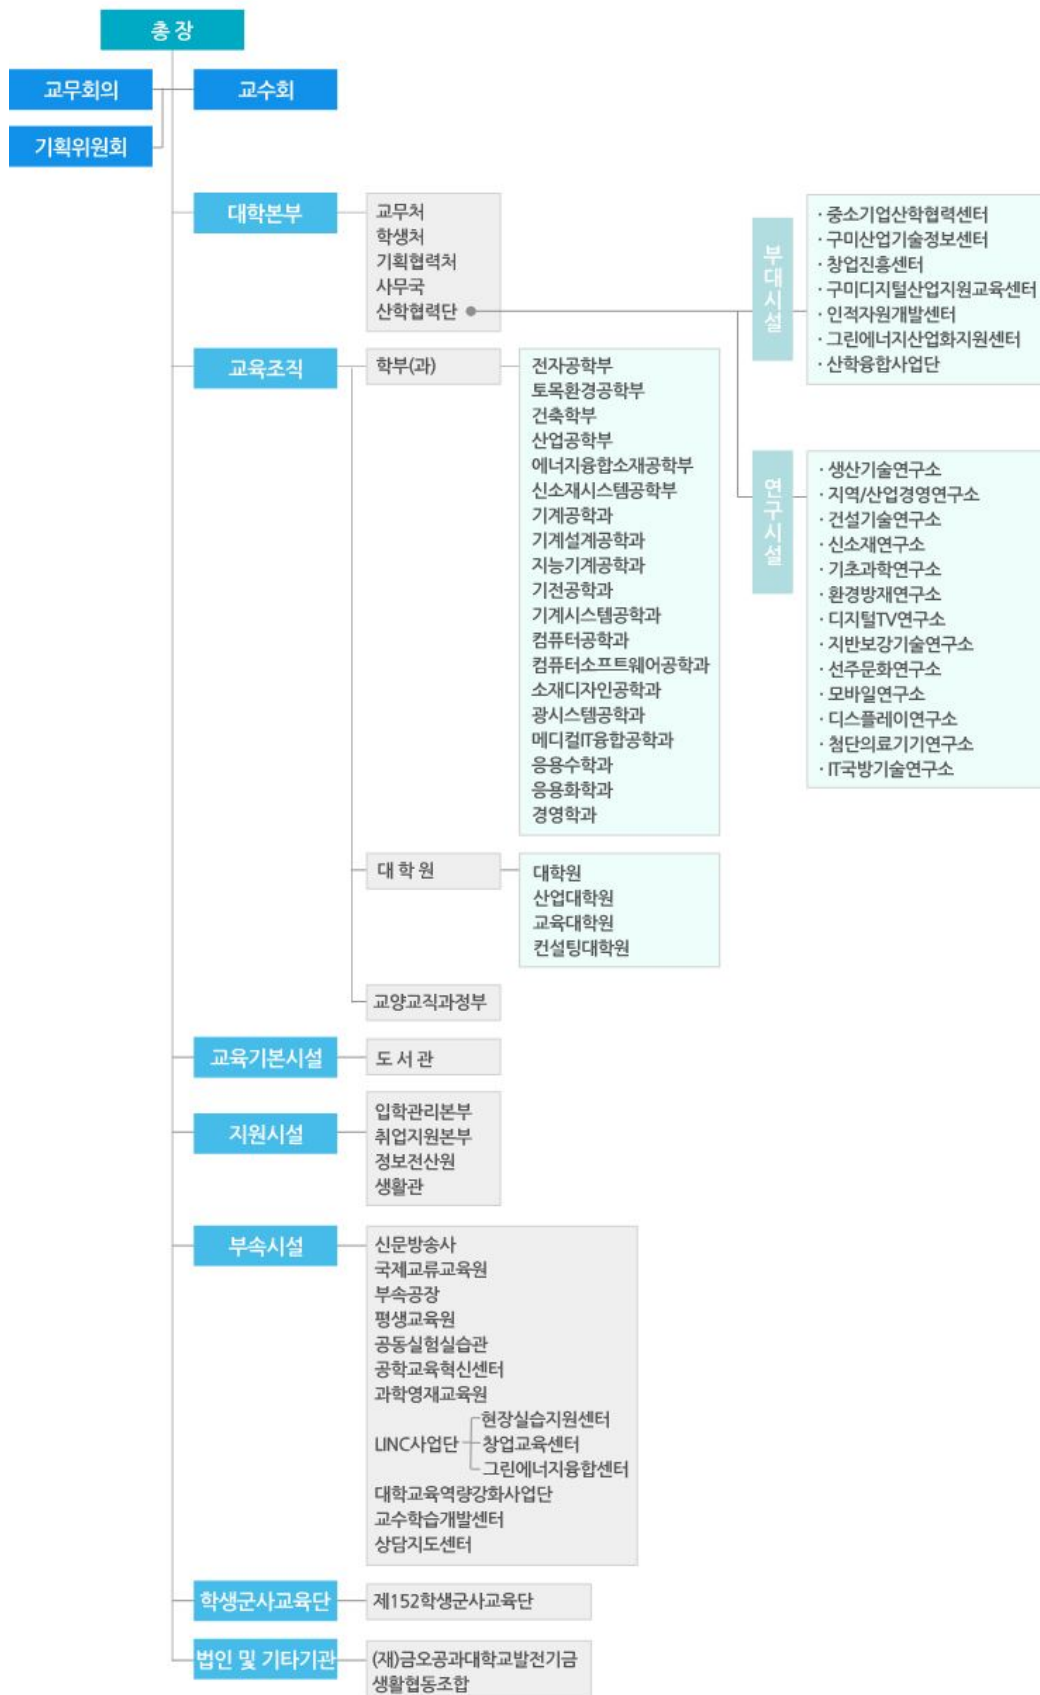 총 장
교무회의
교수회
기획위원회
대학본부
교무처
학생처
기획협력처
사무국
산학협력단
부대시설
· 중소기업산학협력센터
· 구미산업기술정보센터
· 창업진흥센터
· 구미디지털산업지원교육센터
· 인적자원개발센터
· 그린에너지산업화지원센터
· 산학융합사업단
연구시설
· 생산기술연구소
· 지역/산업경영연구소
· 건설기술연구소
· 신소재연구소
· 기초과학연구소
· 환경방재연구소
· 디지털TV연구소
· 지반보강기술연구소
· 선주문화연구소
· 모바일연구소
· 디스플레이연구소
· 첨단의료기기연구소
· IT국방기술연구소
교육조직
학부(과)
전자공학부
토목환경공학부
건축학부
산업공학부
에너지융합소재공학부
신소재시스템공학부
기계공학과
기계설계공학과
지능기계공학과
기전공학과
기계시스템공학과
컴퓨터공학과
컴퓨터소프트웨어공학과
소재디자인공학과
광시스템공학과
메디컬IT융합공학과
응용수학과
응용화학과
경영학과
대 학 원
대학원
산업대학원
교육대학원
컨설팅대학원
교양교직과정부
교육기본시설
도 서 관
지원시설
입학관리본부
취업지원본부
정보전산원
생활관
부속시설
신문방송사
국제교류교육원
부속공장
평생교육원
공동실험실습관
공학교육혁신센터
과학영재교육원
LINC사업단
현장실습지원센터
창업교육센터
그린에너지융합센터
대학교육역량강화사업단
교수학습개발센터
상담지도센터
학생군사교육단
제152학생군사교육단
법인 및 기타기관
(재)금오공과대학교발전기금
생활협동조합